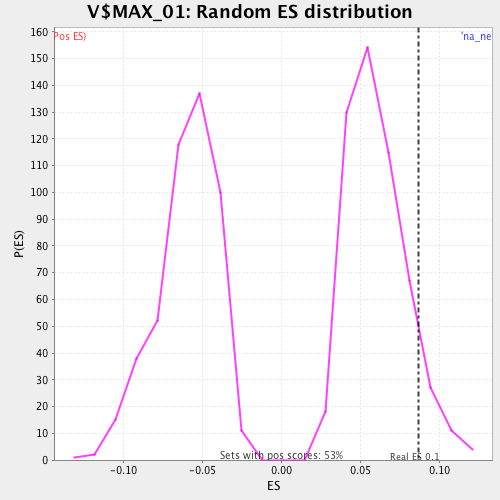 V$MAX_01: Random ES distribution
Pos ES)
'na_ne
160
150
140
130
120
110
100
90
80
70
60
50
40
30
20
10
0
P(ES)
Sets with pos scores: 53%
Real ES 0.1
-0.10 -0.05 0.00 0.05 0.10
ES